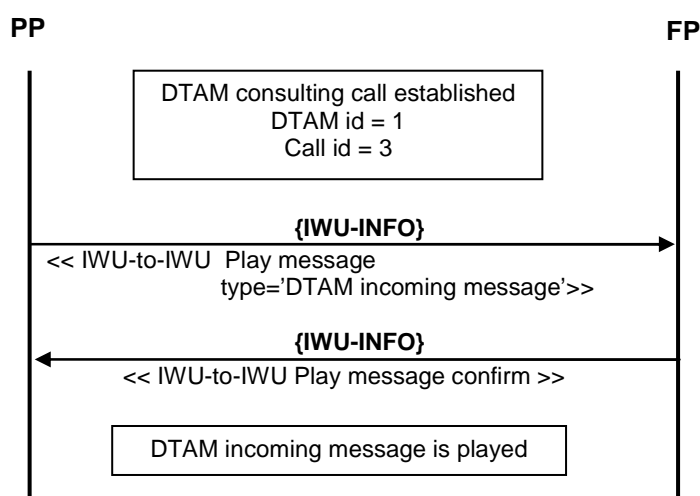 PP
FP
DTAM consulting call established
DTAM id = 1
Call id = 3
{IWU-INFO}
<< IWU-to-IWU  Play message
type=’DTAM incoming message’>>
{IWU-INFO}
<< IWU-to-IWU Play message confirm >>
DTAM incoming message is played